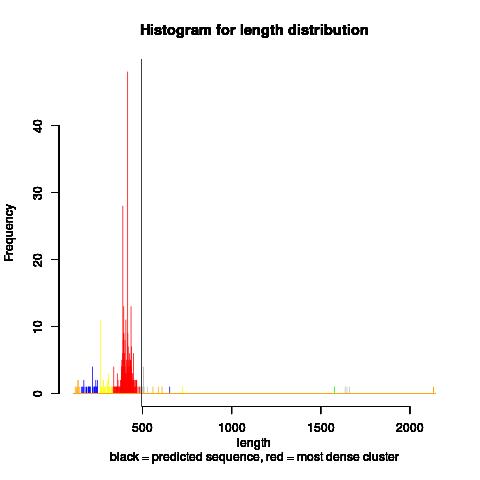 Histogram for length distribution
Frequency
40
30
20
10
0
500 1000 1500 2000
length
black = predicted sequence, red = most dense cluster